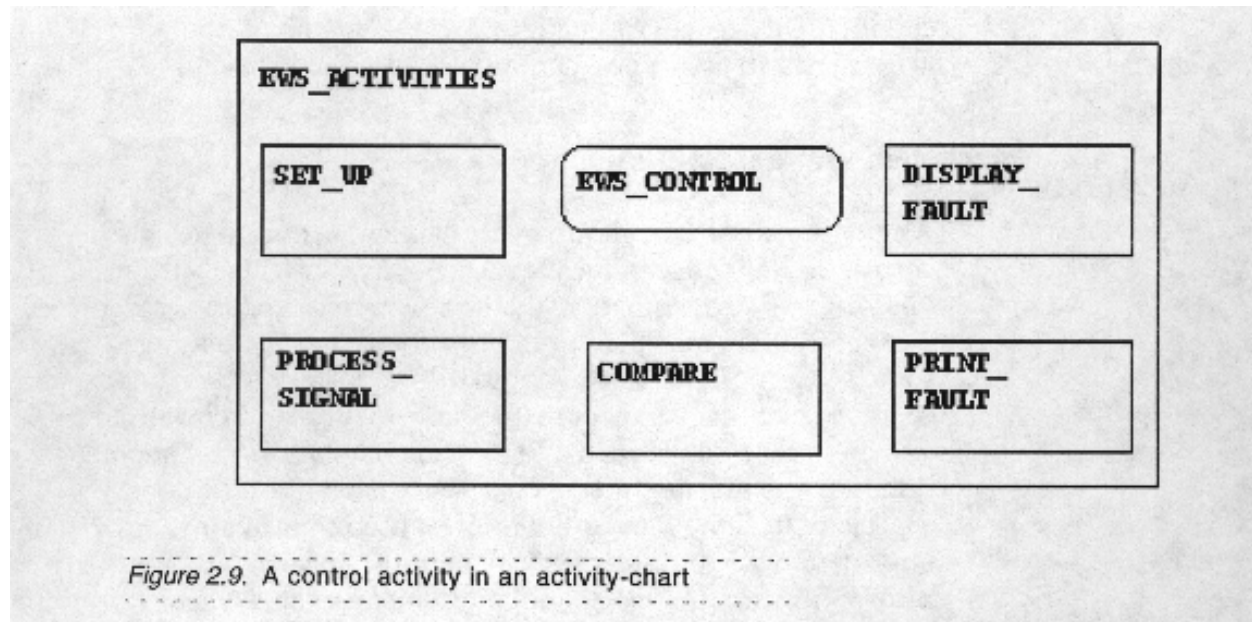 EWS_ACTIVITIES
SET_UP
EWS_CONTROL
DISPLAY_
FAULT
PROCESS_
SIGNAL
COMPARE
PRINT_
FAULT
Figure 2.9. A control activity in an activity-chart